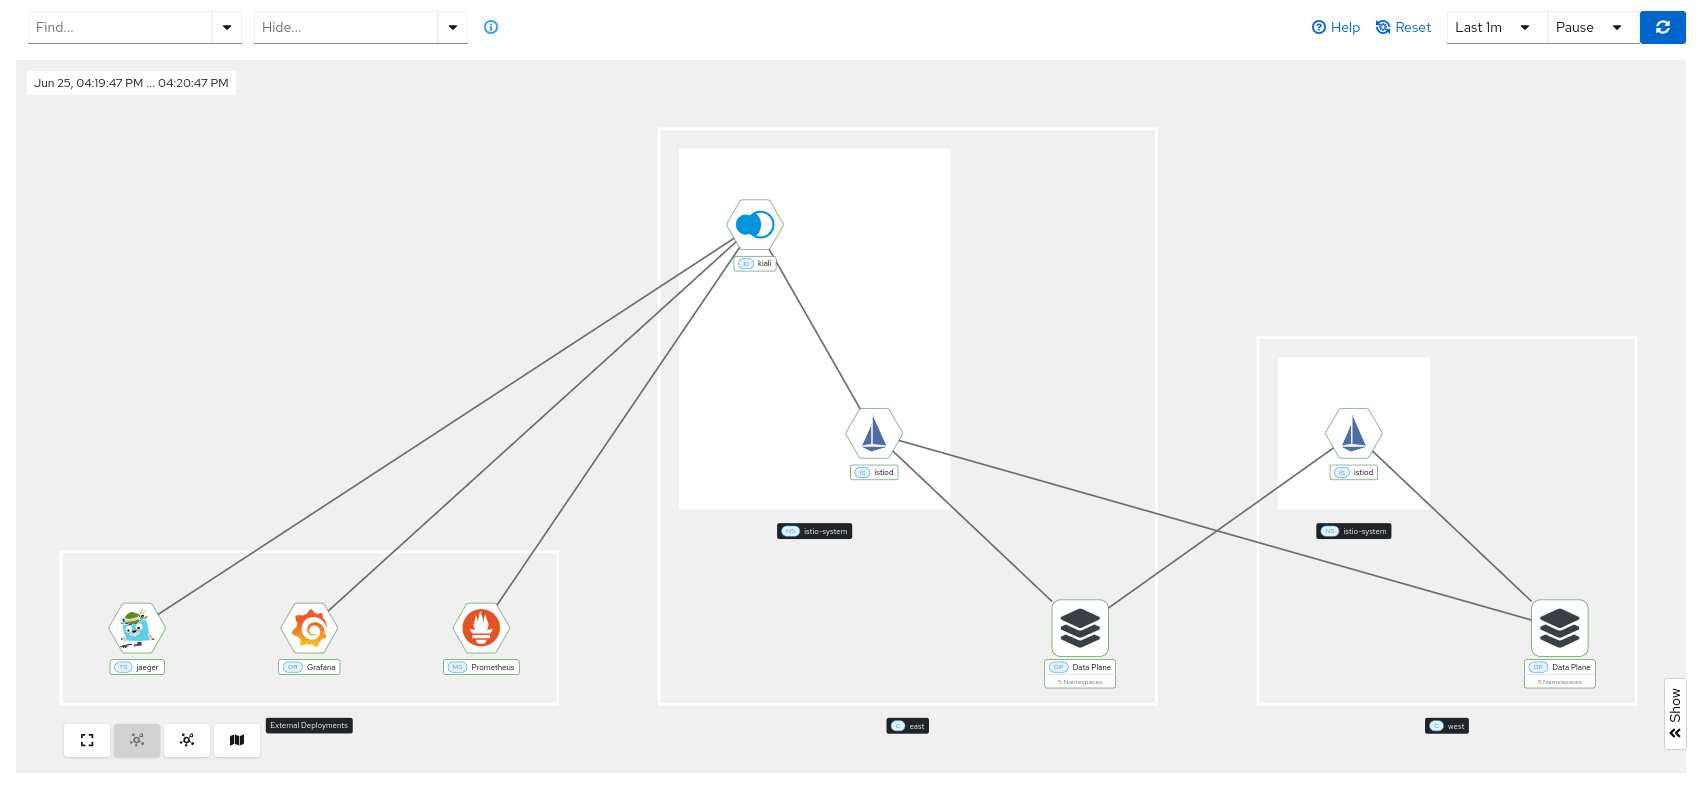 Find...
Hide...
Help
Reset
Last 1m
Pause
Jun 25, 04:19:47 PM ... 04:20:47 PM
kiali
IS istiod
IS istiod
NS istio-system
NS istio-system
TS jaeger
GR Grafana
MS Prometheus
DP Data Plane
5 Namespaces
DP Data Plane
5 Namespaces
Show
External Deployments
C east
C west